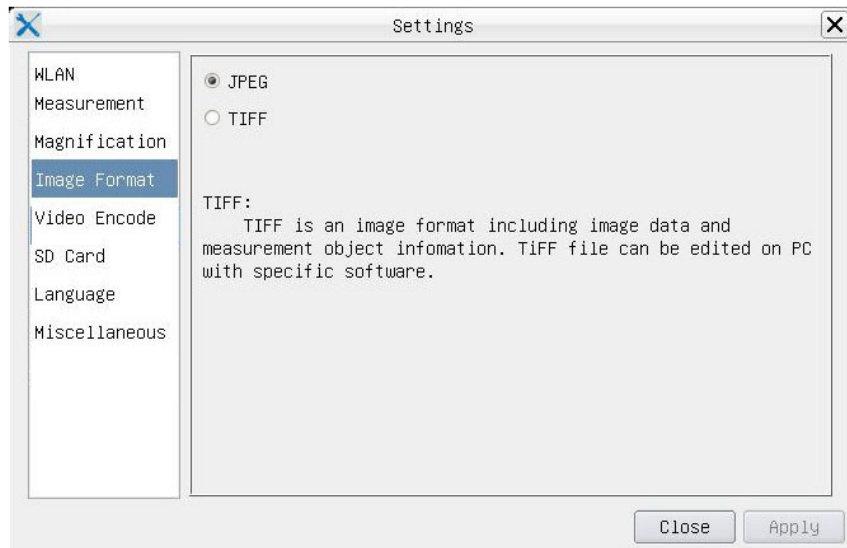 Settings
WLAN
Measurement
Magnification
Image Format
Video Encode
SD Card
Language
Miscellaneous
JPEG
TIFF
TIFF:
TIFF is an image format including image data and
measurement object infomation. TiFF file can be edited on PC
with specific software.
Close
Apply